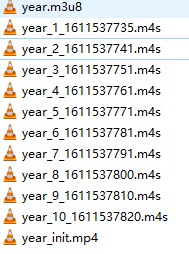 year.m3u8
year_1_1611537735.m4s
year_2_1611537741.m4s
year_3_1611537751.m4s
year_4_1611537761.m4s
year_5_1611537771.m4s
year_6_1611537781.m4s
year_7_1611537791.m4s
year_8_1611537800.m4s
year_9_1611537810.m4s
year_10_1611537820.m4s
year_init.mp4